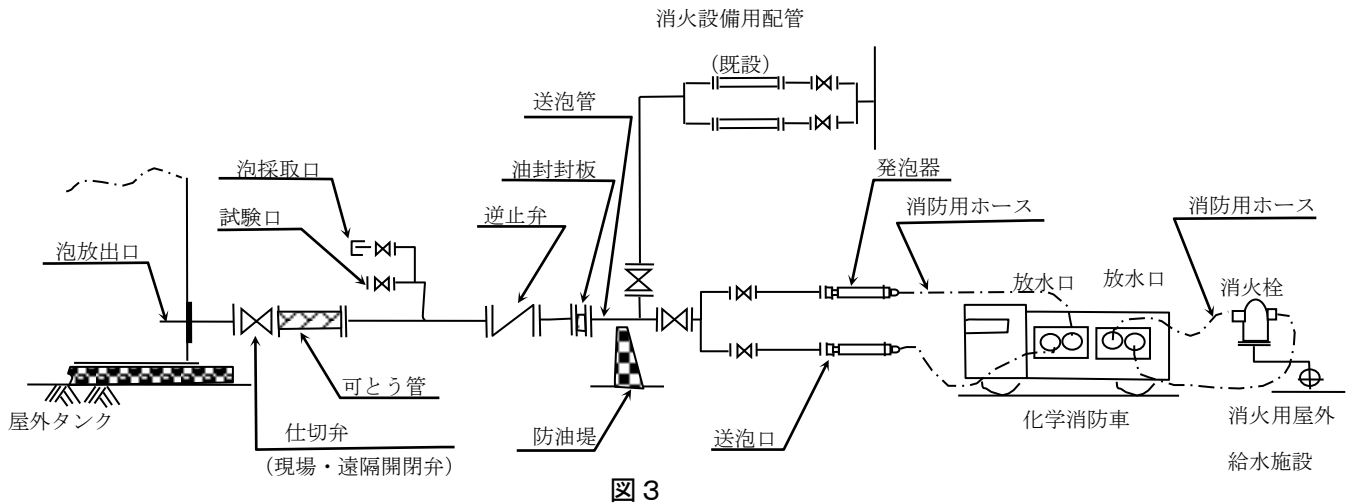 消火設備用配管
（既設）
送泡管
泡採取口
油封封板
発泡器
試験口
逆止弁
消防用ホース
消防用ホース
泡放出口
放水口
放水口
消火栓
可とう管
屋外タンク
仕切弁
（現場・遠隔開閉弁）
防油堤
送泡口
化学消防車
消火用屋外
給水施設
図３